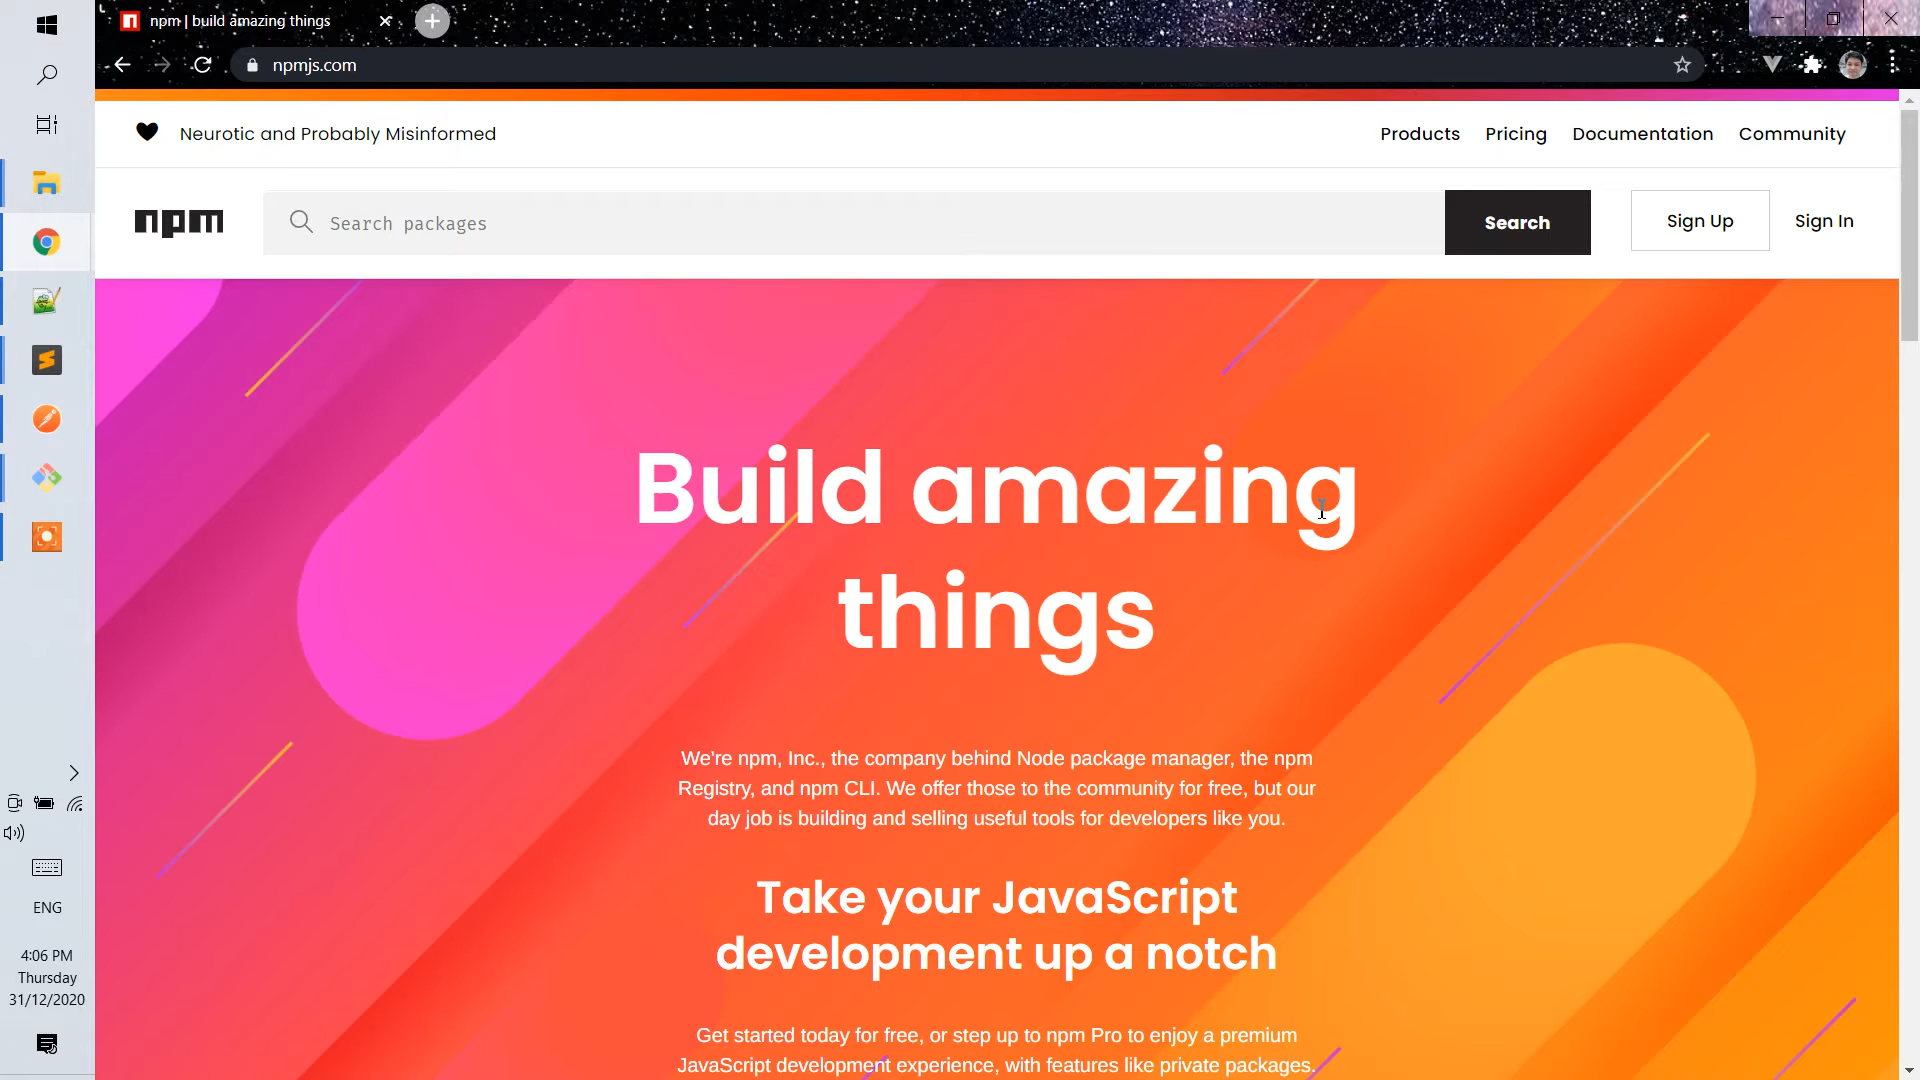 npm | build amazing things
npmjs.com
Neurotic and Probably Misinformed
Products Pricing Documentation Community
npm
Search packages
Search
Sign Up
Sign In
Build amazing
things
We're npm, Inc., the company behind Node package manager, the npm
Registry, and npm CLI. We offer those to the community for free, but our
day job is building and selling useful tools for developers like you.
Take your JavaScript
development up a notch
Get started today for free, or step up to npm Pro to enjoy a premium
JavaScript development experience, with features like private packages.
ENG
4:06 PM
Thursday
31/12/2020